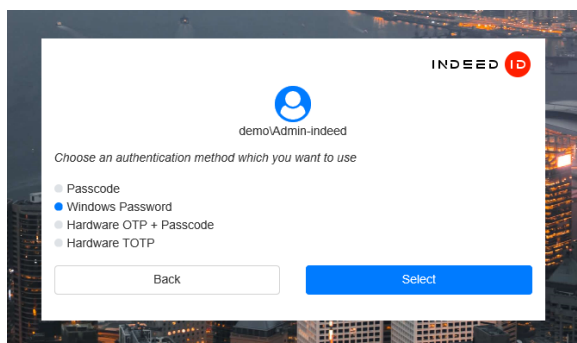 INDEED ID
demo\Admin-indeed
Choose an authentication method which you want to use
Passcode
Windows Password
Hardware OTP + Passcode
Hardware TOTP
Back Select